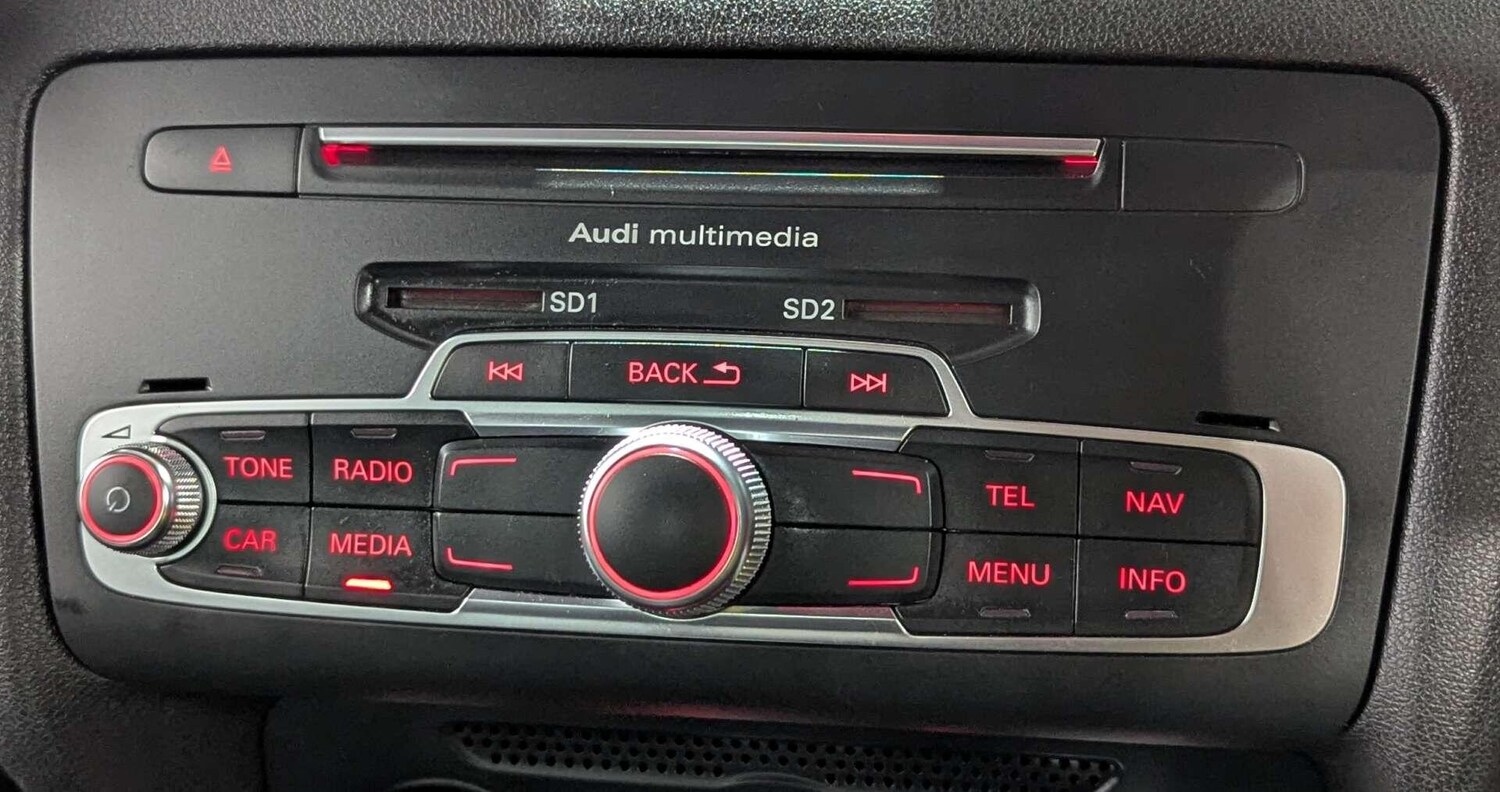 Audi multimedia
SD1 SD2
BACK
TONE RADIO TEL NAV
CAR MEDIA MENU INFO